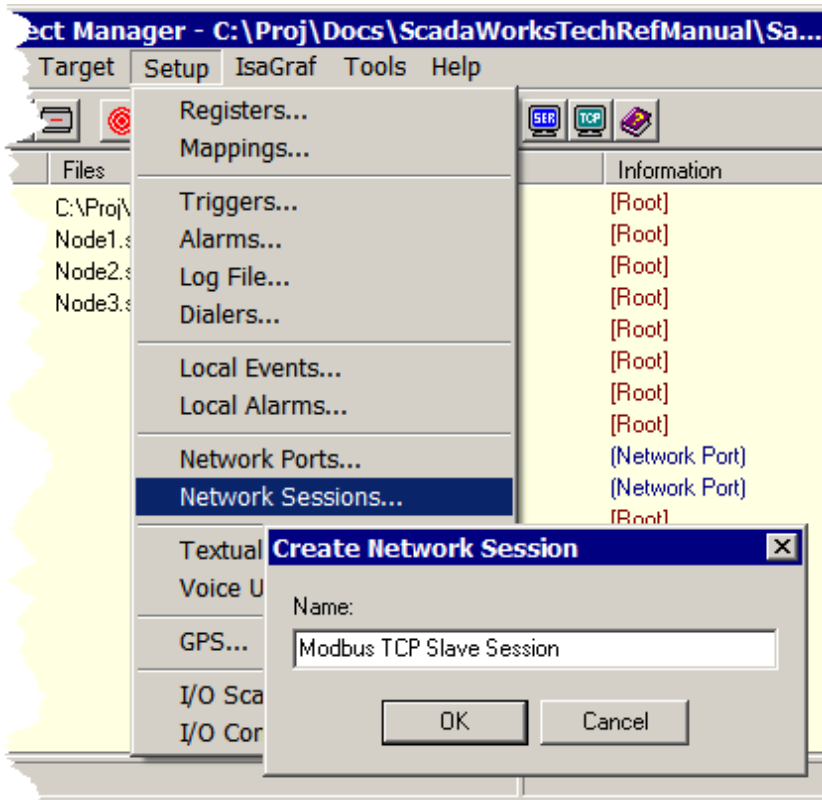 ect Manager - C:\Proj\Docs\ScadaWorksTechRefManual\Sa...
Target Setup IsaGraf Tools Help
SER TCP
Files Information
Registers...
Mappings...
Triggers...
Alarms...
Log File...
Dialers...
Local Events...
Local Alarms...
Network Ports...
Network Sessions...
Textual
Voice U
GPS...
I/O Sca
I/O Cor
C:\Proj\
Node1.s
Node2.s
Node3.s
[Root]
[Root]
[Root]
[Root]
[Root]
[Root]
[Root]
[Root]
(Network Port)
(Network Port)
[Root]
Create Network Session
Name:
Modbus TCP Slave Session
OK Cancel